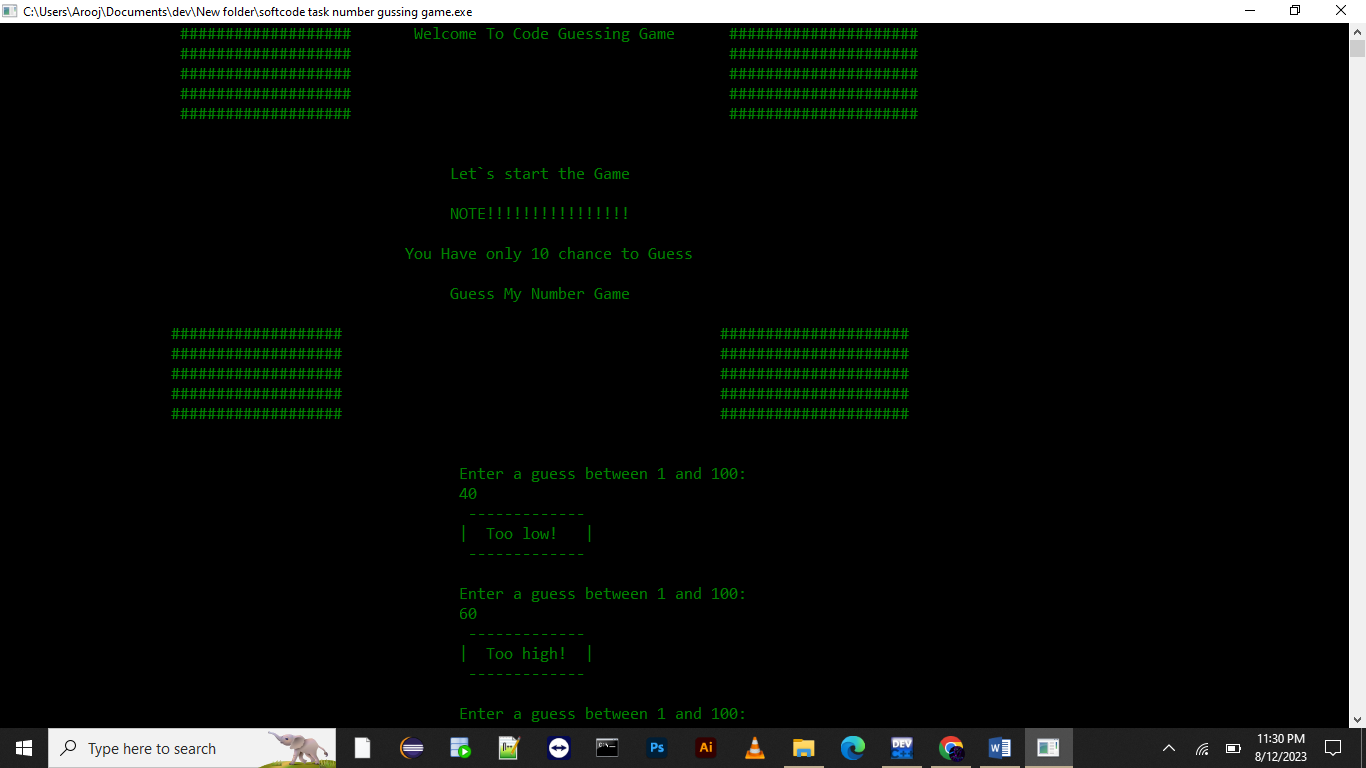 C:\Users\Arooj\Documents\dev\New folder\softcode task number gussing game.exe
################### Welcome To Code Guessing Game #####################
################### #####################
################### #####################
################### #####################
################### #####################
Let`s start the Game
NOTE!!!!!!!!!!!!!!!!
You Have only 10 chance to Guess
Guess My Number Game
################### #####################
################### #####################
################### #####################
################### #####################
################### #####################
Enter a guess between 1 and 100:
40
-------------
| Too low! |
-------------
Enter a guess between 1 and 100:
60
-------------
| Too high! |
-------------
Enter a guess between 1 and 100:
Type here to search
Ps
Ai
DEV
W
11:30 PM
8/12/2023